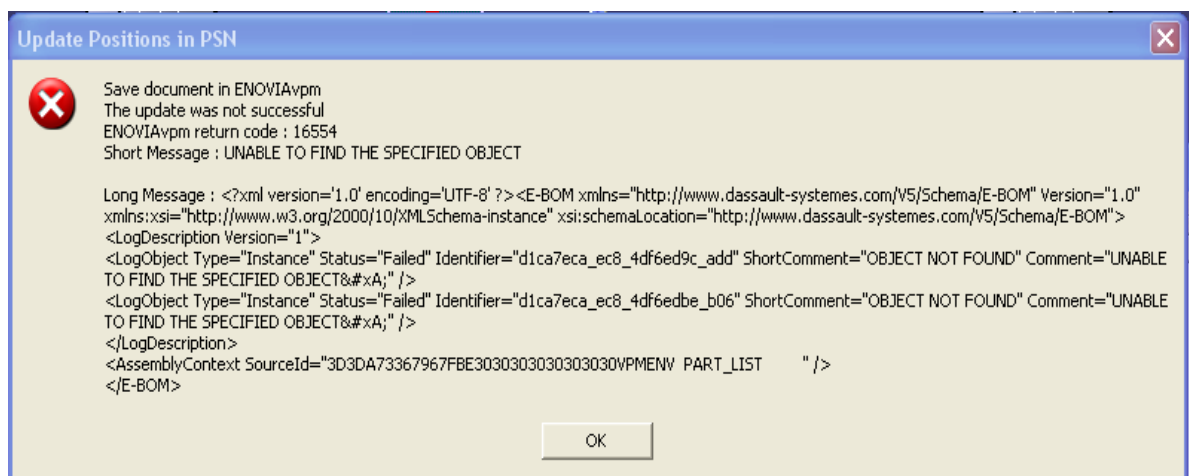 Update Positions in PSN
Save document in ENOVIAvpm
The update was not successful
ENOVIAvpm return code : 16554
Short Message : UNABLE TO FIND THE SPECIFIED OBJECT
Long Message : <?xml version='1.0' encoding='UTF-8' ?><E-BOM xmlns="http://www.dassault-systemes.com/V5/Schema/E-BOM" Version="1.0"
xmlns:xsi="http://www.w3.org/2000/10/XMLSchema-instance" xsi:schemaLocation="http://www.dassault-systemes.com/V5/Schema/E-BOM">
<LogDescription Version="1">
<LogObject Type="Instance" Status="Failed" Identifier="d1ca7eca_ec8_4df6ed9c_add" ShortComment="OBJECT NOT FOUND" Comment="UNABLE
TO FIND THE SPECIFIED OBJECT&#xA;" />
<LogObject Type="Instance" Status="Failed" Identifier="d1ca7eca_ec8_4df6edbe_b06" ShortComment="OBJECT NOT FOUND" Comment="UNABLE
TO FIND THE SPECIFIED OBJECT&#xA;" />
</LogDescription>
<AssemblyContext SourceId="3D3DA73367967FBE3030303030303030VPMENV PART_LIST      " />
</E-BOM>
OK